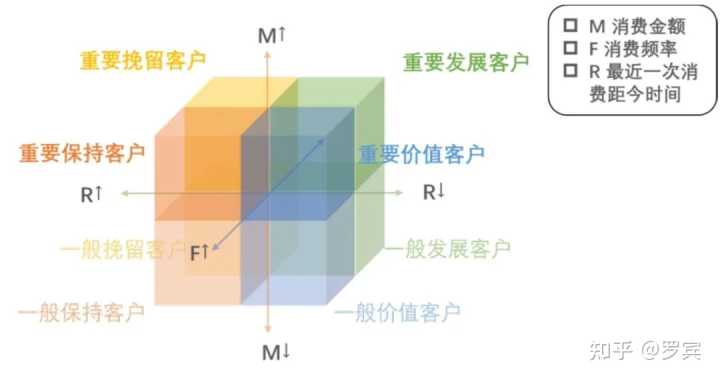 M↑
重要挽留客户
重要发展客户
重要保持客户
重要价值客户
R↑
R↓
一般挽留客户
F↑
一般发展客户
一般保持客户
一般价值客户
M↓
M 消费金额
F 消费频率
R 最近一次消
费距今时间
知乎 @罗宾